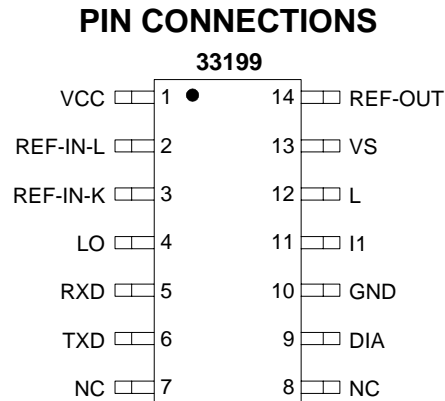 PIN CONNECTIONS
33199
VCC 1 14 REF-OUT
REF-IN-L 2 13 VS
REF-IN-K 3 12 L
LO 4 11 I1
RXD 5 10 GND
TXD 6 9 DIA
NC 7 8 NC